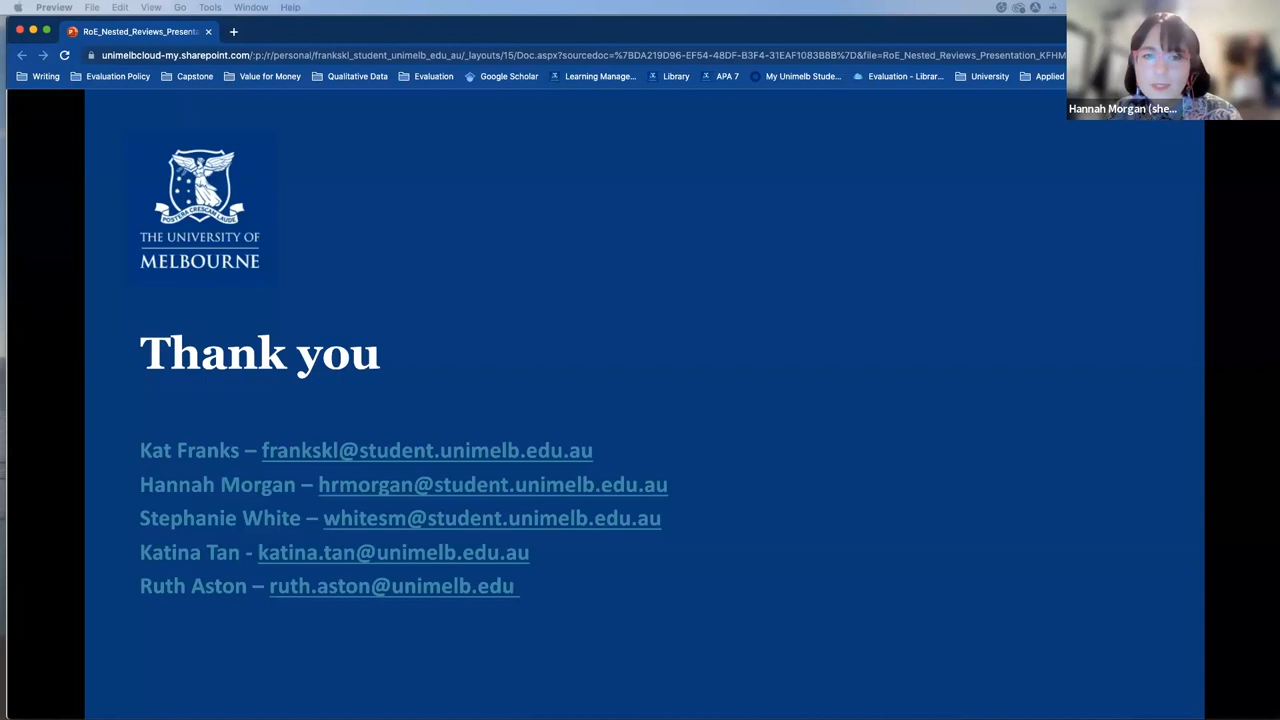 Preview File Edit View Go Tools Window Help
RoE_Nested_Reviews_Presenta
unimelbcloud-my.sharepoint.com/:p:/r/personal/frankskl_student_unimelb_edu_au/_layouts/15/Doc.aspx?sourcedoc=%7BDA219D96-EF54-48DF-B3F4-31EAF1083B8B%7D&file=RoE_Nested_Reviews_Presentation_KFHM
Writing Evaluation Policy Capstone Value for Money Qualitative Data Evaluation Google Scholar Learning Manage... Library APA 7 My Unimelb Stude... Evaluation - Librar... University Applied
Hannah Morgan (she...
POSTERA CRESCAM LAUDE
THE UNIVERSITY OF
MELBOURNE
Thank you
Kat Franks – frankskl@student.unimelb.edu.au
Hannah Morgan – hrmorgan@student.unimelb.edu.au
Stephanie White – whitesm@student.unimelb.edu.au
Katina Tan - katina.tan@unimelb.edu.au
Ruth Aston – ruth.aston@unimelb.edu